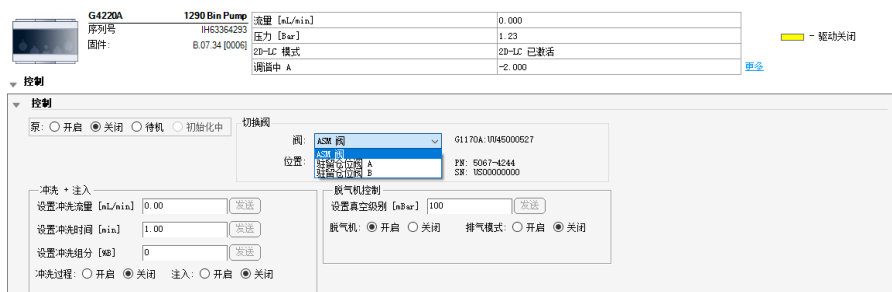 G4220A 1290 Bin Pump
序列号 IH63364293
固件: B.07.34 [0006]
流量 [mL/min] 0.000
压力 [Bar] 1.23
2D-LC 模式 2D-LC 已激活
调谐中 A -2.000
更多
- 驱动关闭
控制
控制
泵: 开启 关闭 待机 初始化中
切换阀
阀: ASM 阀 G1170A:UU45000527
ASM 阀
驻留仓位阀 A
驻留仓位阀 B
位置: PN: 5067-4244
SN: US00000000
冲洗 + 注入
设置冲洗流量 [mL/min] 0.00 发送
设置冲洗时间 [min] 1.00 发送
设置冲洗组分 [%B] 0 发送
冲洗过程: 开启 关闭 注入: 开启 关闭
脱气机控制
设置真空级别 [mBar] 100 发送
脱气机: 开启 关闭 排气模式: 开启 关闭